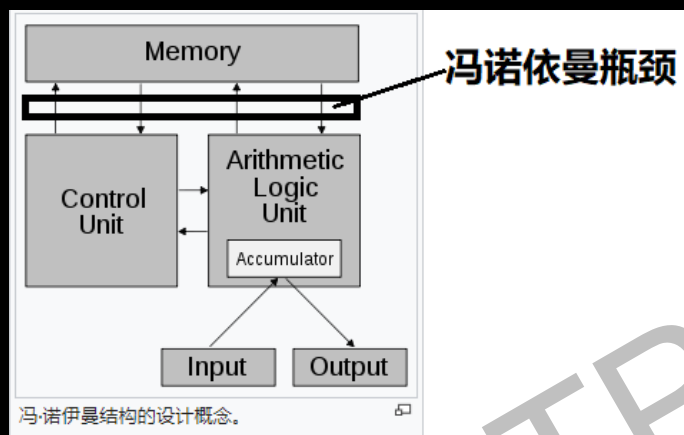 Memory
冯诺依曼瓶颈
Control
Unit
Arithmetic
Logic
Unit
Accumulator
Input
Output
冯·诺伊曼结构的设计概念。